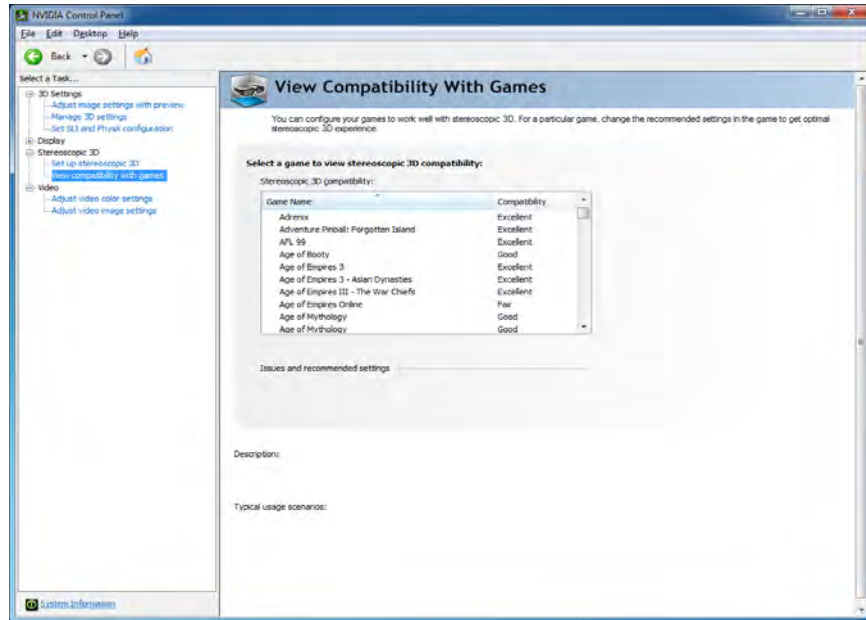 NVIDIA Control Panel
File Edit Desktop Help
Back
Select a Task...
3D Settings
Adjust image settings with preview
Manage 3D settings
Set SLI and PhysX configuration
Display
Stereoscopic 3D
Set up stereoscopic 3D
View compatibility with games
Video
Adjust video color settings
Adjust video image settings
System Information
View Compatibility With Games
You can configure your games to work well with stereoscopic 3D. For a particular game, change the recommended settings in the game to get optimal
stereoscopic 3D experience.
Select a game to view stereoscopic 3D compatibility:
Stereoscopic 3D compatibility:
Game Name Compatibility
Adrenix Excellent
Adventure Pinball: Forgotten Island Excellent
AFL 99 Excellent
Age of Booty Good
Age of Empires 3 Excellent
Age of Empires 3 - Asian Dynasties Excellent
Age of Empires III - The War Chiefs Excellent
Age of Empires Online Fair
Age of Mythology Good
Age of Mythology Good
Issues and recommended settings
Description:
Typical usage scenarios: